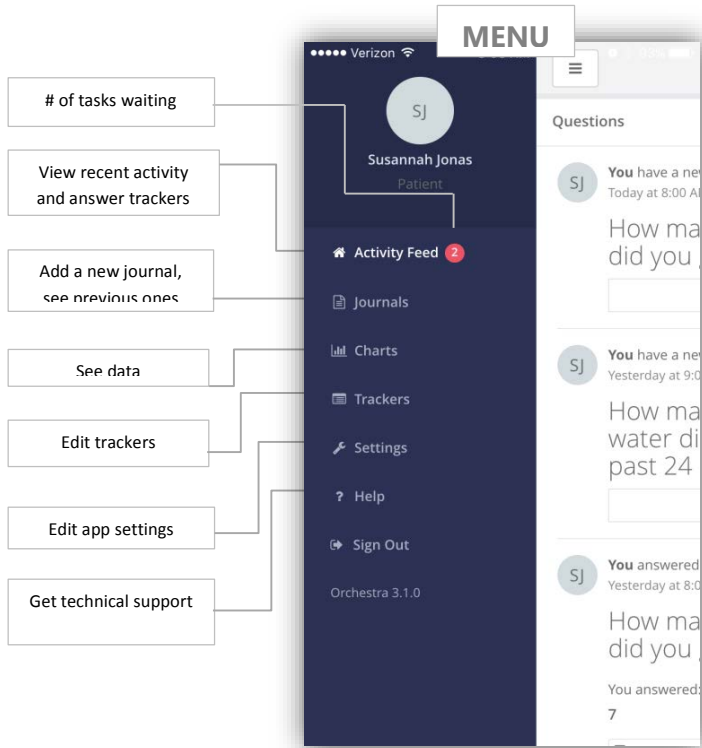 MENU
Verizon
# of tasks waiting
View recent activity
and answer trackers
Add a new journal,
see previous ones
See data
Edit trackers
Edit app settings
Get technical support
SJ
Susannah Jonas
Patient
Activity Feed 2
Journals
Charts
Trackers
Settings
? Help
Sign Out
Orchestra 3.1.0
93%
Questions
SJ
You have a new
Today at 8:00 A
How ma
did you
SJ
You have a new
Yesterday at 9:0
How ma
water di
past 24
SJ
You answered
Yesterday at 8:0
How ma
did you
You answered:
7